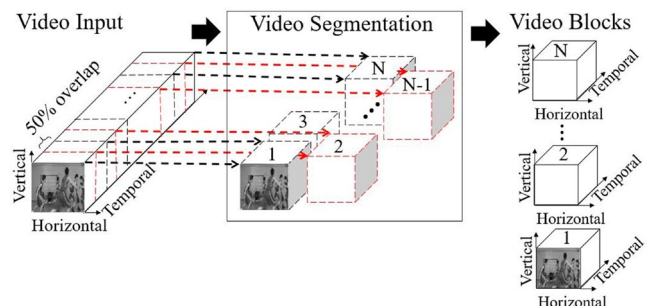 Video Input
Video Segmentation
Video Blocks
50% overlap
...
Vertical
Horizontal
Temporal
N
N-1
...
3
1
2
N
Vertical
Horizontal
Temporal
...
2
Vertical
Horizontal
Temporal
1
Vertical
Horizontal
Temporal